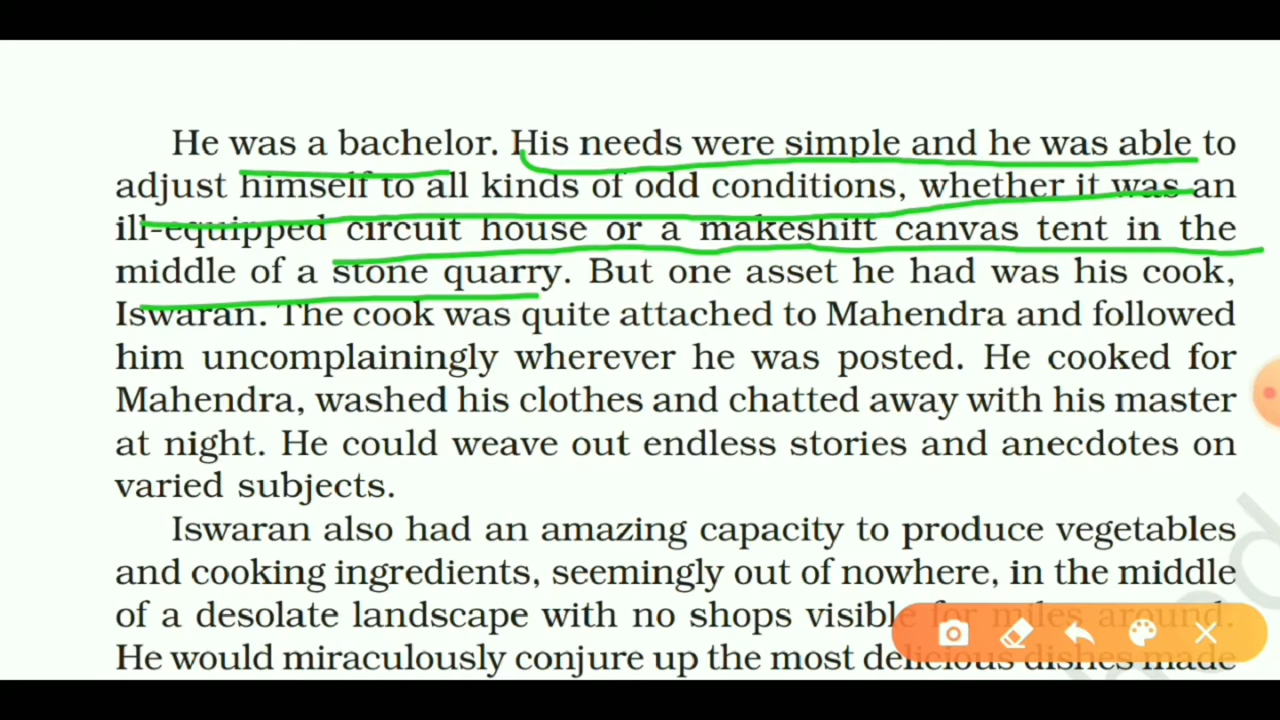 He was a bachelor. His needs were simple and he was able to
adjust himself to all kinds of odd conditions, whether it was an
ill-equipped circuit house or a makeshift canvas tent in the
middle of a stone quarry. But one asset he had was his cook,
Iswaran. The cook was quite attached to Mahendra and followed
him uncomplainingly wherever he was posted. He cooked for
Mahendra, washed his clothes and chatted away with his master
at night. He could weave out endless stories and anecdotes on
varied subjects.
Iswaran also had an amazing capacity to produce vegetables
and cooking ingredients, seemingly out of nowhere, in the middle
of a desolate landscape with no shops visible for miles around.
He would miraculously conjure up the most delicious dishes made